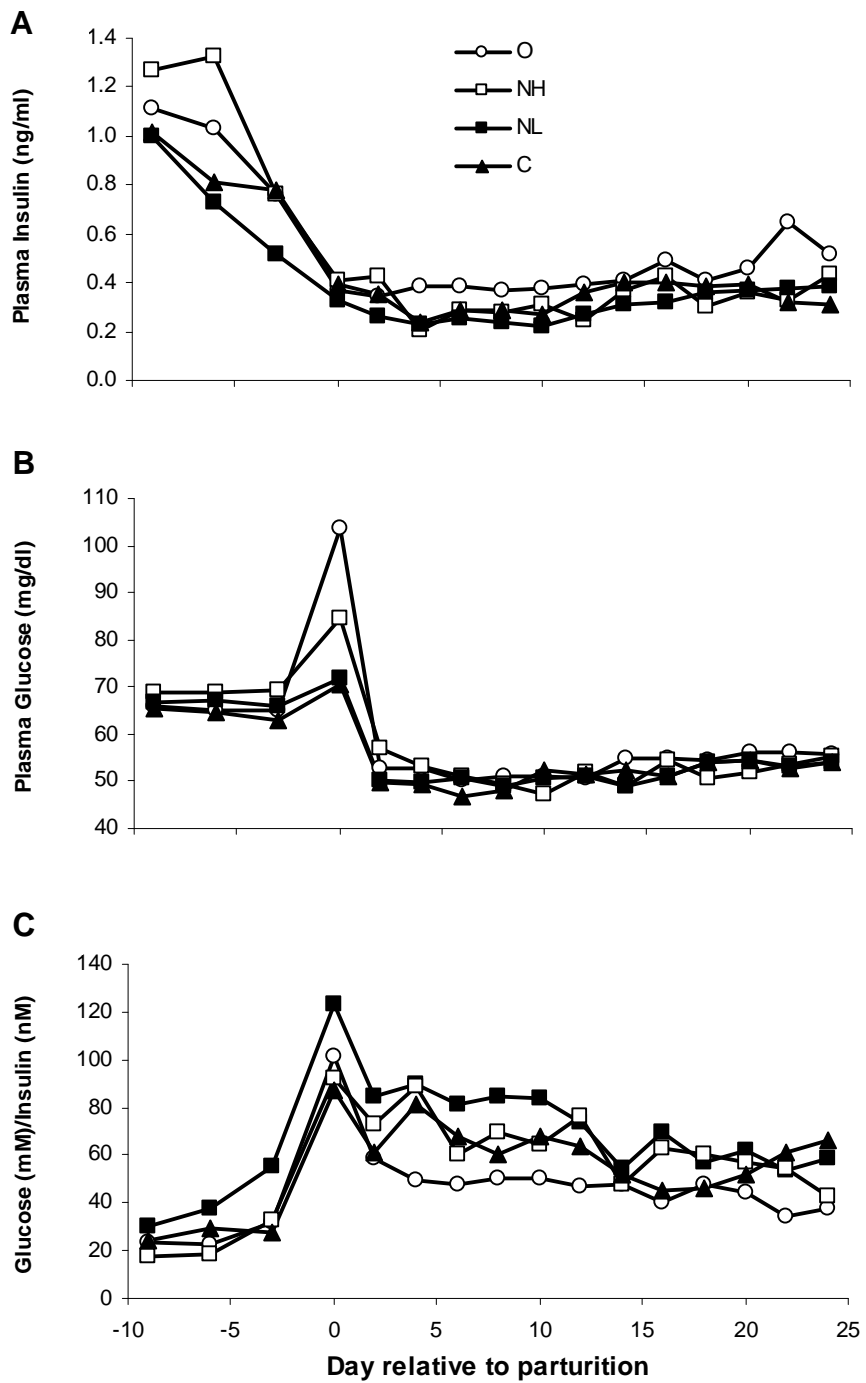 A
Plasma Insulin (ng/ml)
1.4
1.2
1.0
0.8
0.6
0.4
0.2
0.0
O
NH
NL
C
B
Plasma Glucose (mg/dl)
110
100
90
80
70
60
50
40
C
Glucose (mM)/Insulin (nM)
140
120
100
80
60
40
20
0
-10 -5 0 5 10 15 20 25
Day relative to parturition